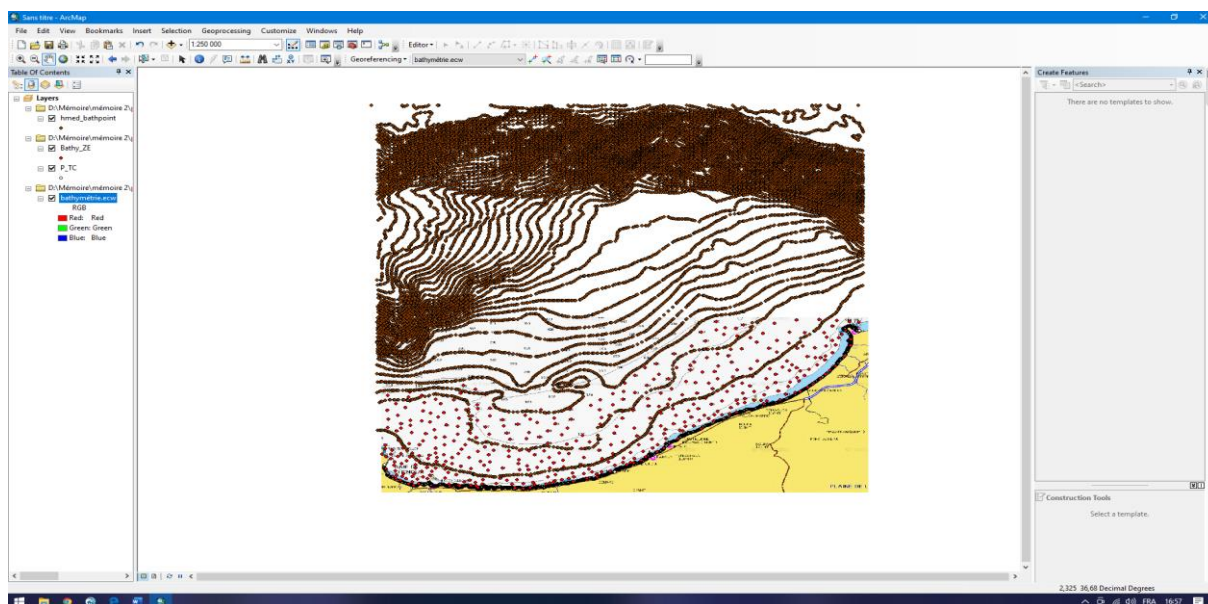 Sans titre - ArcMap
File Edit View Bookmarks Insert Selection Geoprocessing Customize Windows Help
1:250 000 Editor
Georeferencing bathymétrie.ecw
Table Of Contents
Layers
D:\Mémoire\mémoire 2\
hmed_bathpoint
D:\Mémoire\mémoire 2\
Bathy_ZE
P_TC
D:\Mémoire\mémoire 2\
bathymétrie.ecw
RGB
Red: Red
Green: Green
Blue: Blue
Create Features
<Search>
There are no templates to show.
PLAINE DE L
Construction Tools
Select a template.
2,325 36,68 Decimal Degrees
FRA 16:57